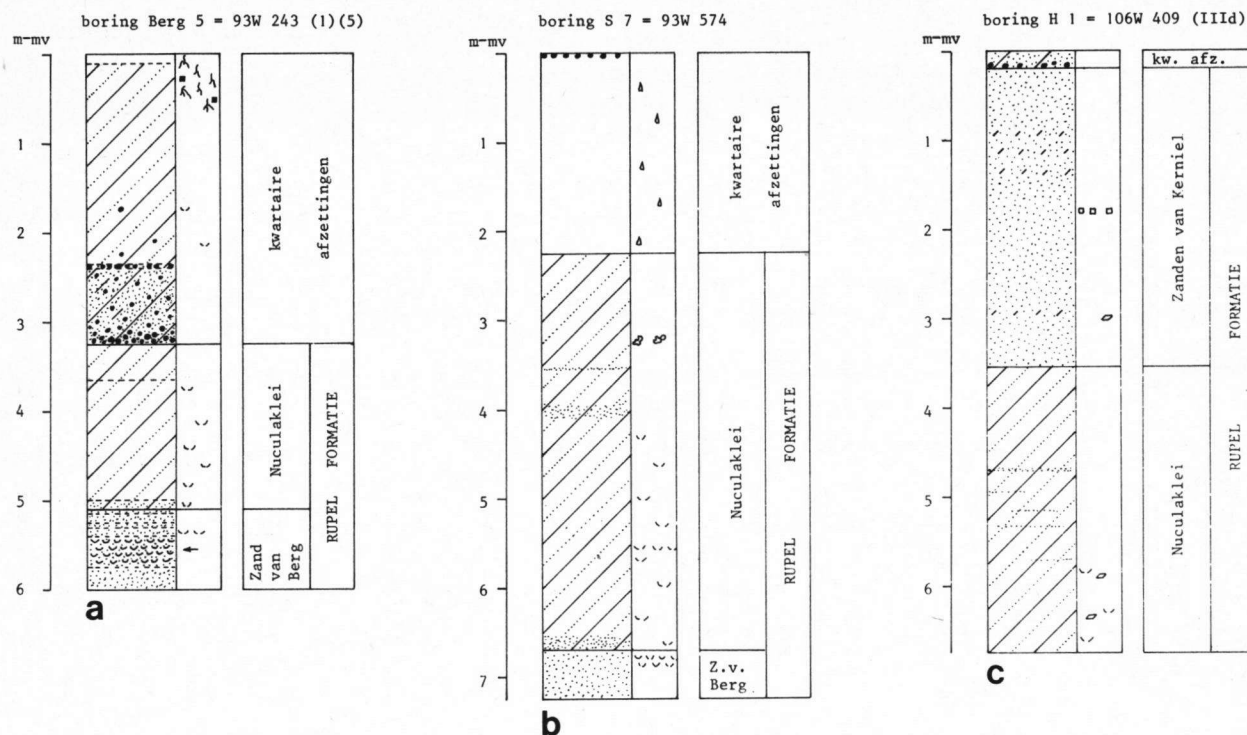 boring Berg 5 = 93W 243 (1)(5)
m-mv
1
2
3
4
5
6
kwartaire
afzettingen
Nuculaklei
Zand
van
Berg
RUPEL FORMATIE
a
boring S 7 = 93W 574
m-mv
1
2
3
4
5
6
7
kwartaire
afzettingen
Nuculaklei
Z.v.
Berg
RUPEL FORMATIE
b
boring H 1 = 106W 409 (IIId)
m-mv
1
2
3
4
5
6
kw. afz.
Zanden van Kerniel
Nuculaklei
RUPEL FORMATIE
c